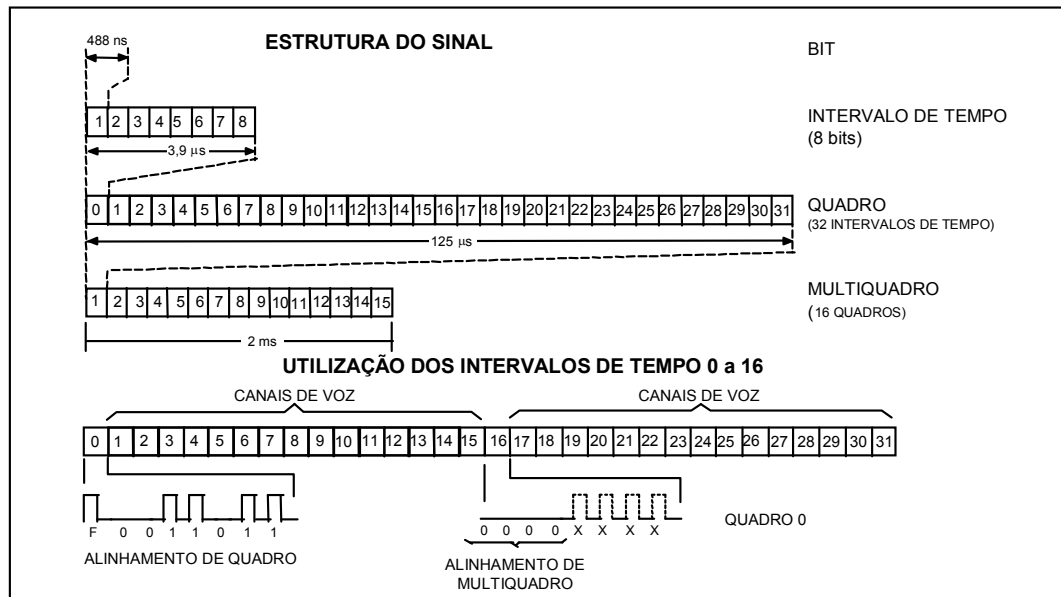 488 ns
ESTRUTURA DO SINAL
BIT
1 2 3 4 5 6 7 8
INTERVALO DE TEMPO
(8 bits)
3,9 μs
0 1 2 3 4 5 6 7 8 9 10 11 12 13 14 15 16 17 18 19 20 21 22 23 24 25 26 27 28 29 30 31
QUADRO
(32 INTERVALOS DE TEMPO)
125 μs
1 2 3 4 5 6 7 8 9 10 11 12 13 14 15
MULTIQUADRO
(16 QUADROS)
2 ms
UTILIZAÇÃO DOS INTERVALOS DE TEMPO 0 a 16
CANAIS DE VOZ
CANAIS DE VOZ
0 1 2 3 4 5 6 7 8 9 10 11 12 13 14 15 16 17 18 19 20 21 22 23 24 25 26 27 28 29 30 31
F 0 0 1 1 0 1 1
0 0 0 0 X X X X
QUADRO 0
ALINHAMENTO DE QUADRO
ALINHAMENTO DE
MULTIQUADRO